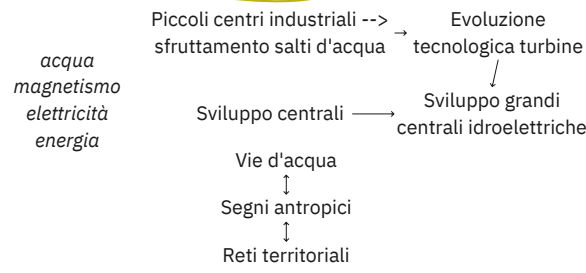 Piccoli centri industriali -->
sfruttamento salti d'acqua
Evoluzione
tecnologica turbine
acqua
magnetismo
elettricità
energia
Sviluppo centrali
Sviluppo grandi
centrali idroelettriche
Vie d'acqua
Segni antropici
Reti territoriali